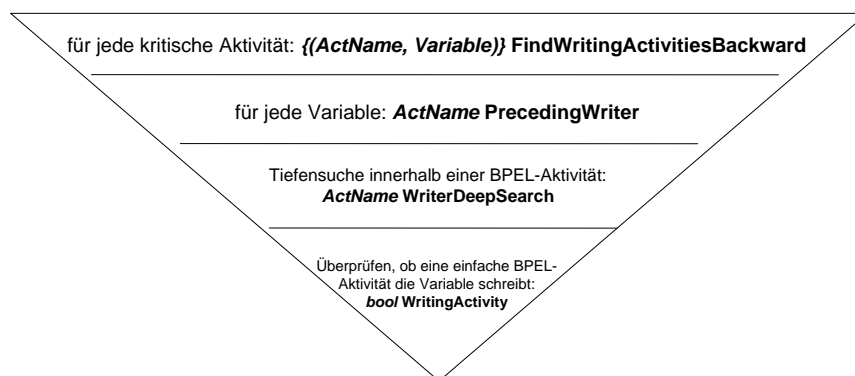 für jede kritische Aktivität: {(ActName, Variable)} FindWritingActivitiesBackward
für jede Variable: ActName PrecedingWriter
Tiefensuche innerhalb einer BPEL-Aktivität:
ActName WriterDeepSearch
Überprüfen, ob eine einfache BPEL-
Aktivität die Variable schreibt:
bool WritingActivity